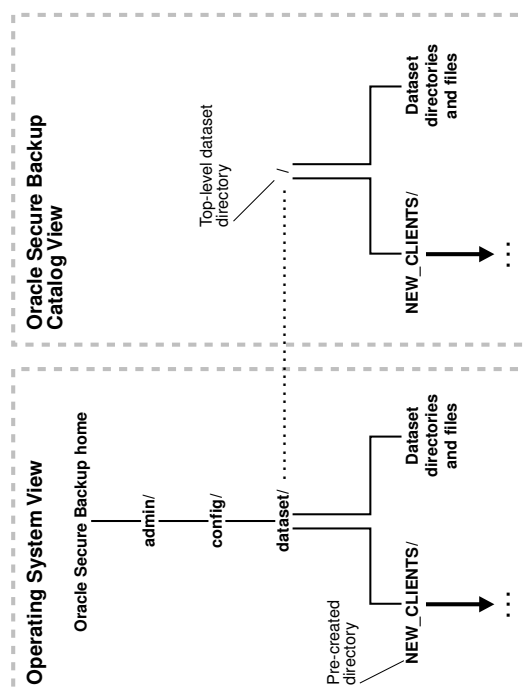 Operating System View
Oracle Secure Backup home
admin/
config/
dataset/
Pre-created
directory
NEW_CLIENTS/
Dataset
directories
and files
...
Oracle Secure Backup
Catalog View
Top-level dataset
directory
/
NEW_CLIENTS/
Dataset
directories
and files
...